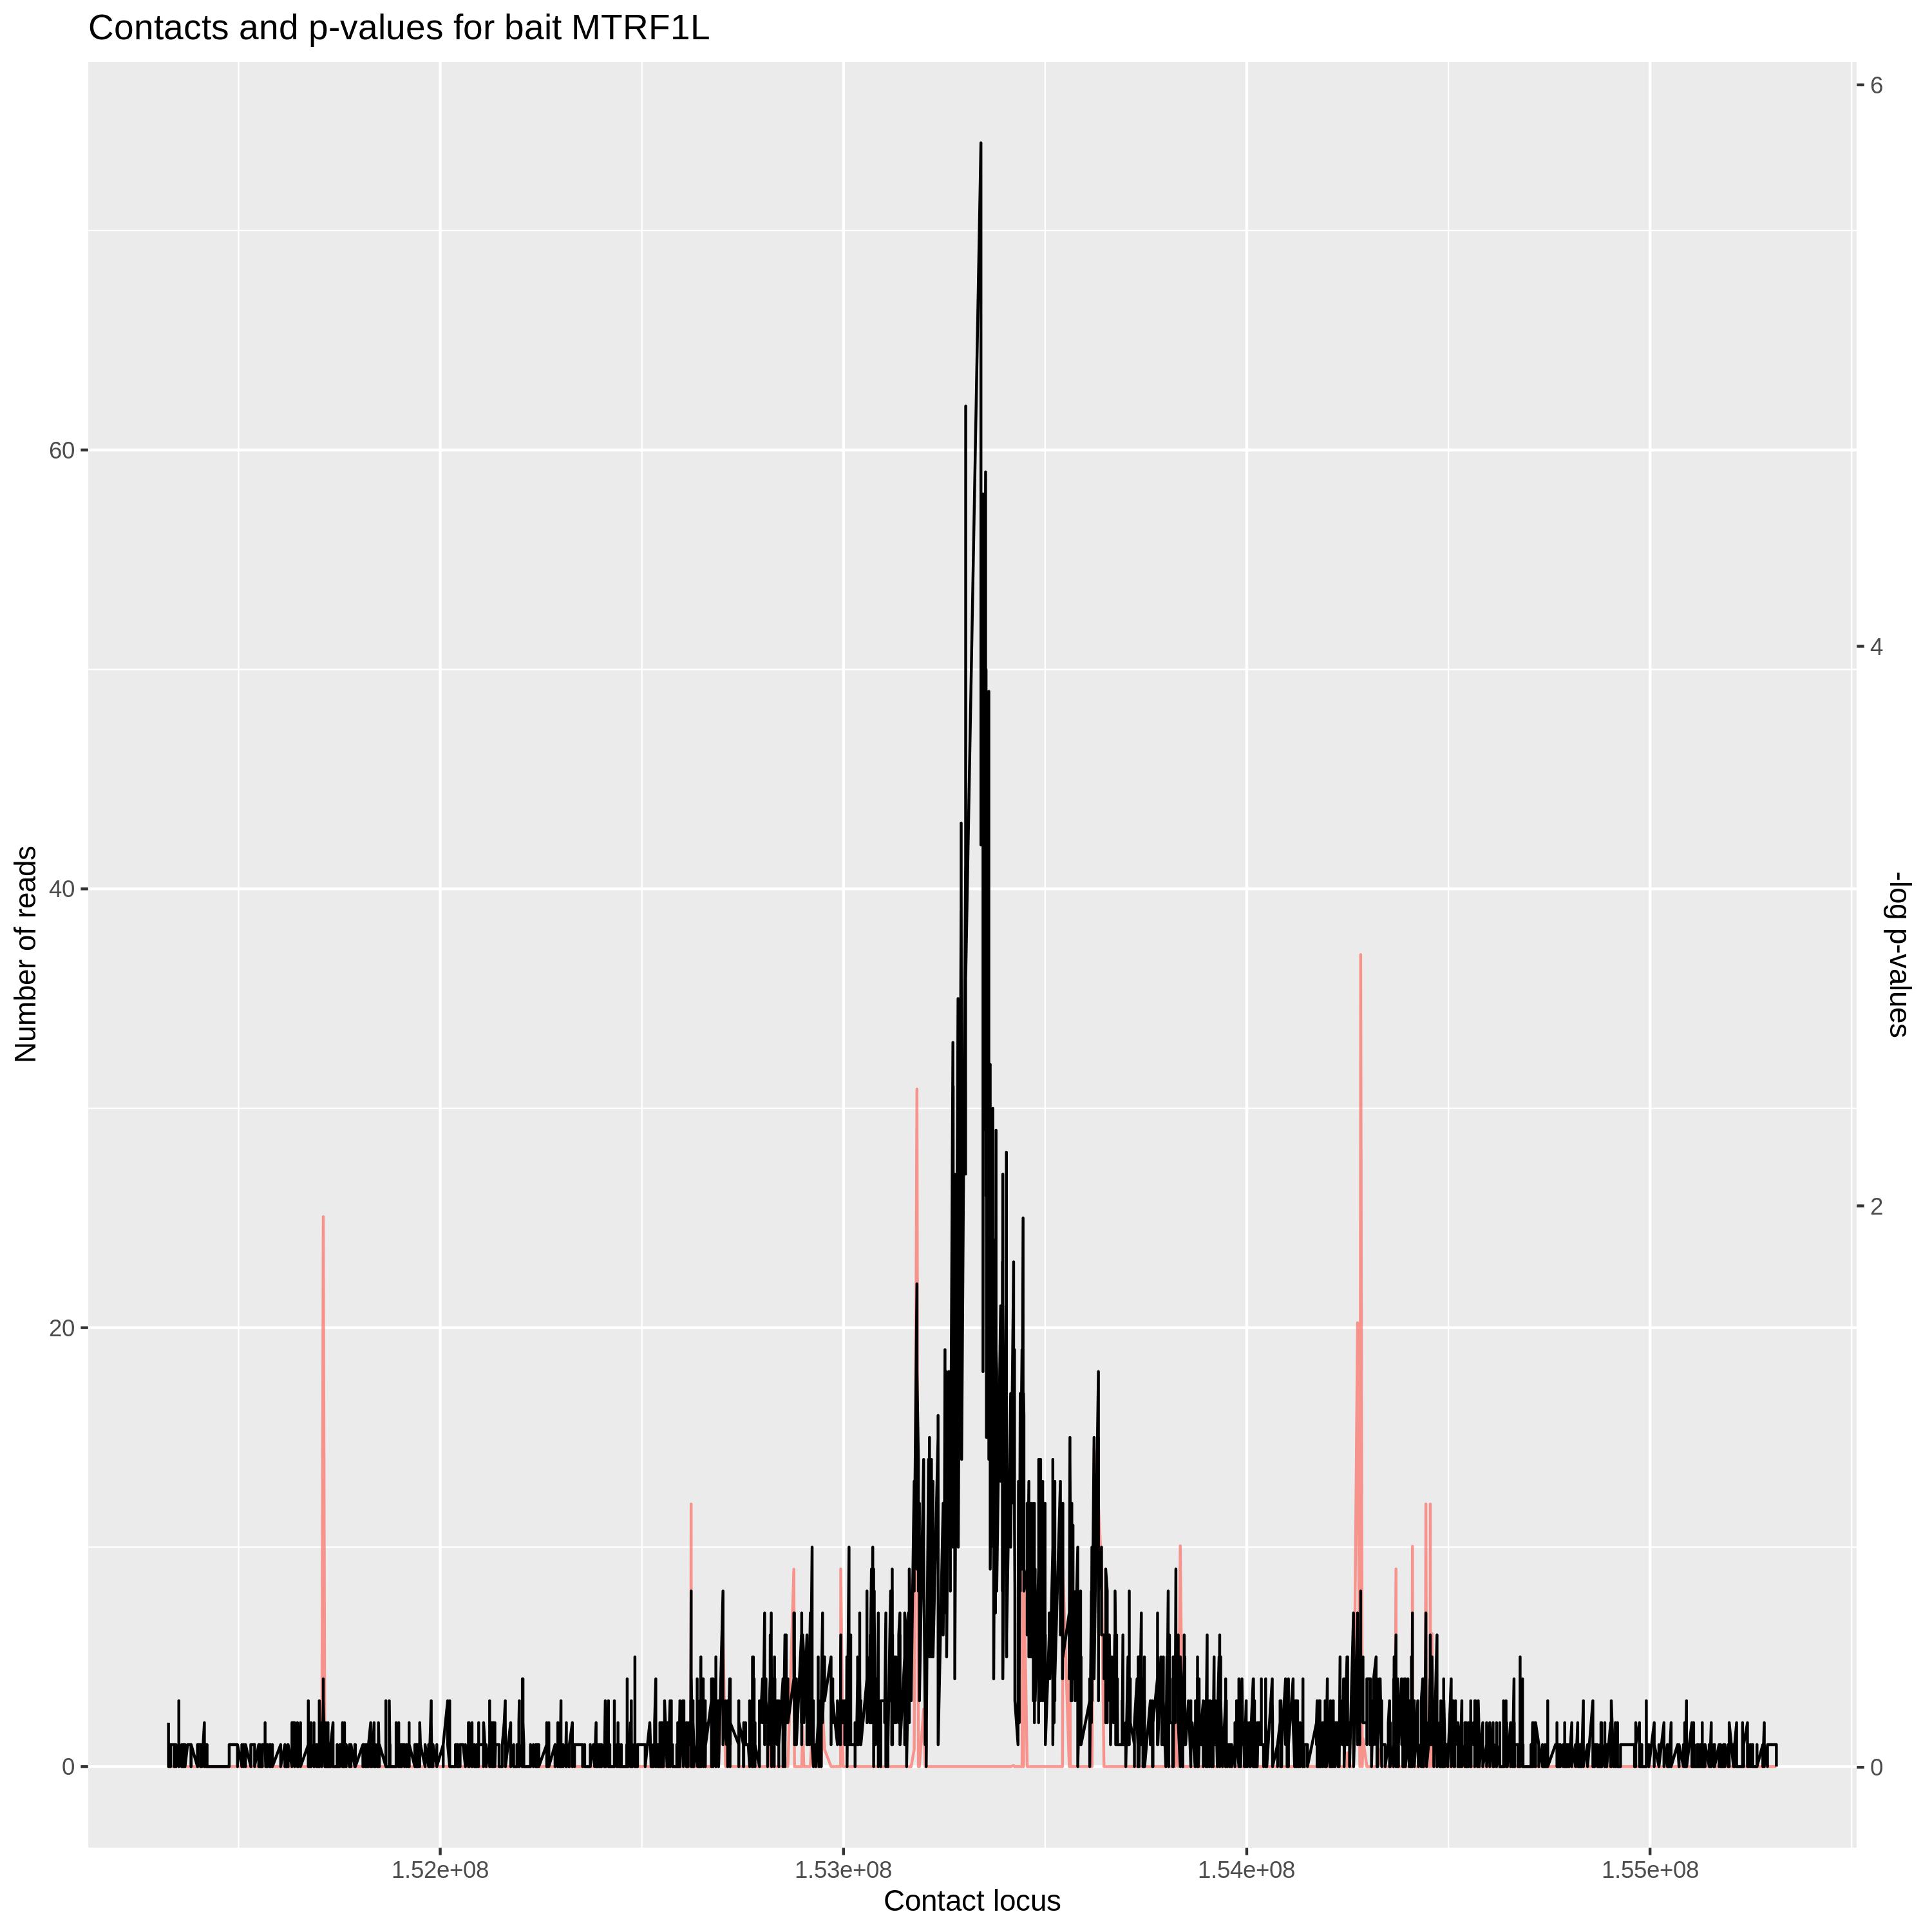 Contacts and p-values for bait MTRF1L
6
60
4
40
Number of reads
-log p-values
2
20
0
0
1.52e+08
1.53e+08
1.54e+08
1.55e+08
Contact locus